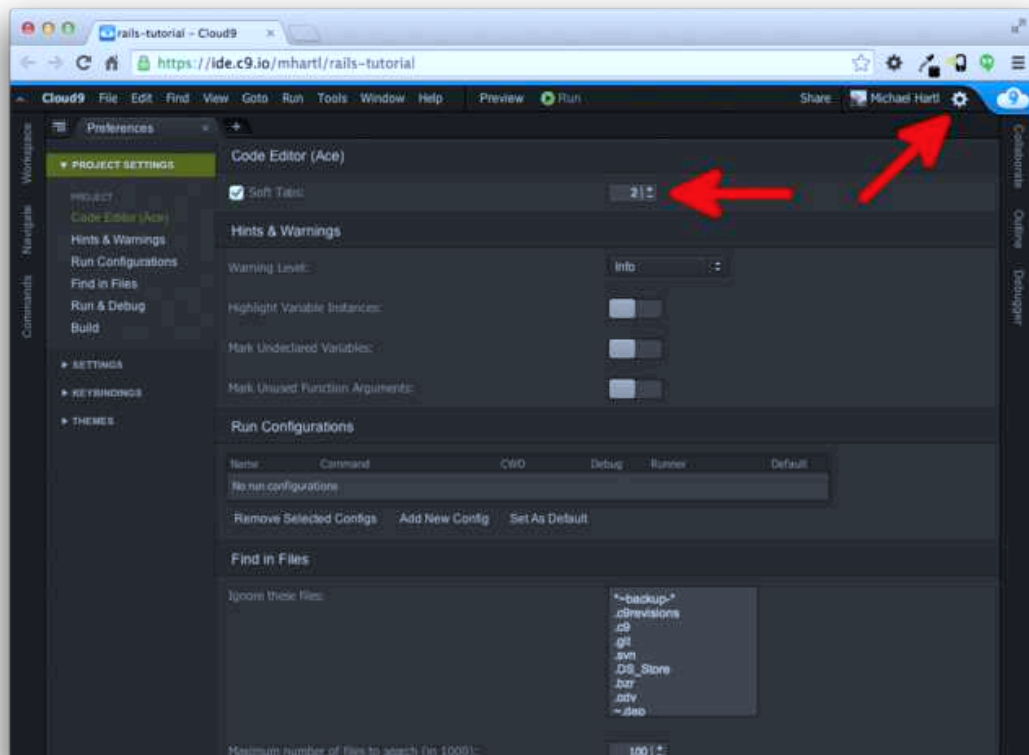 rails-tutorial - Cloud9
https://ide.c9.io/mhartl/rails-tutorial
Cloud9 File Edit Find View Goto Run Tools Window Help Preview Run Share Michael Hartl
Workspace
Navigate
Commands
Collaborate
Outline
Debugger
Preferences
PROJECT SETTINGS
PROJECT
Code Editor (Ace)
Hints & Warnings
Run Configurations
Find in Files
Run & Debug
Build
SETTINGS
KEYBINDINGS
THEMES
Code Editor (Ace)
Soft Tabs: 2
Hints & Warnings
Warning Level: Info
Highlight Variable Instances:
Mark Undeclared Variables:
Mark Unused Function Arguments:
Run Configurations
Name Command CWD Debug Runner Default
No run configurations
Remove Selected Configs Add New Config Set As Default
Find in Files
Ignore these files:
*~backup-*
.c9revisions
.c9
.git
.svn
.DS_Store
.bzr
.cdv
~.dep
Maximum number of files to search (in 1000): 100